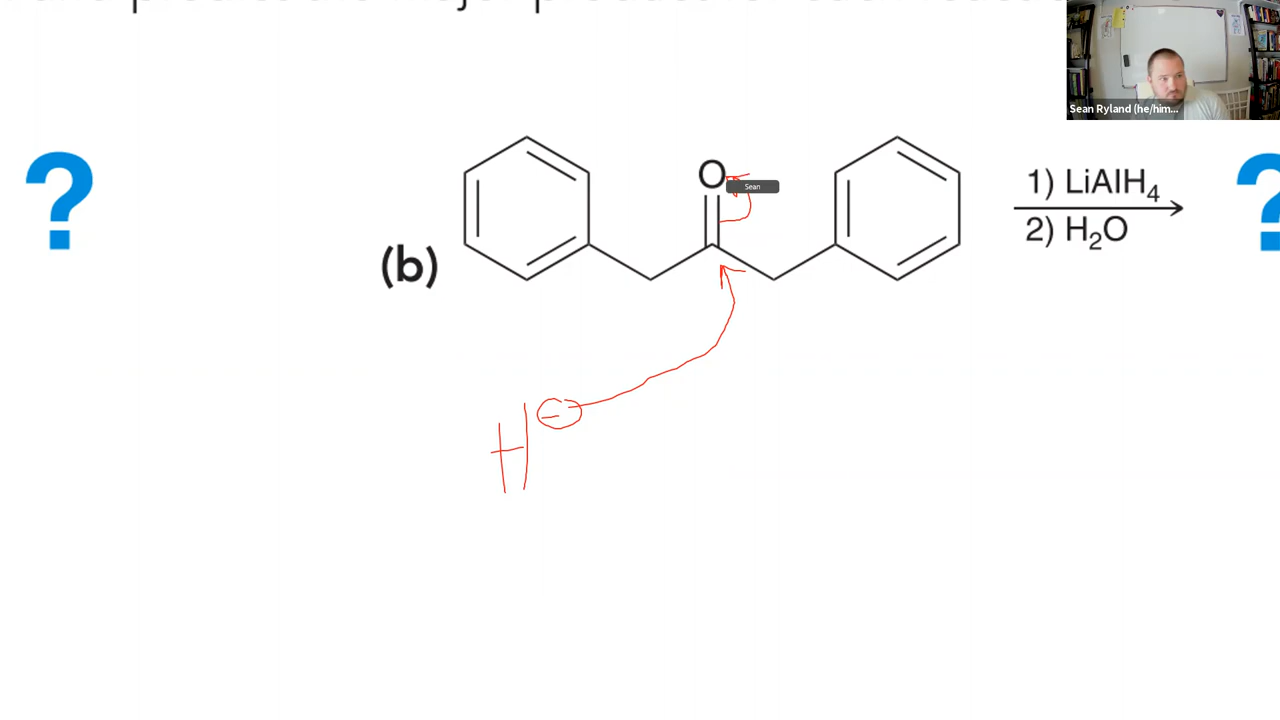 Sean Ryland (he/him...
?
O
Sean
1) LiAlH4
2) H2O
?
(b)
H